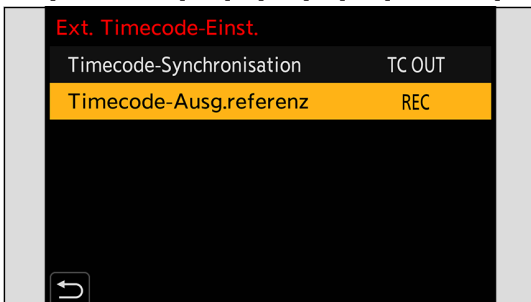 Ext. Timecode-Einst.
Timecode-Synchronisation TC OUT
Timecode-Ausg.referenz REC